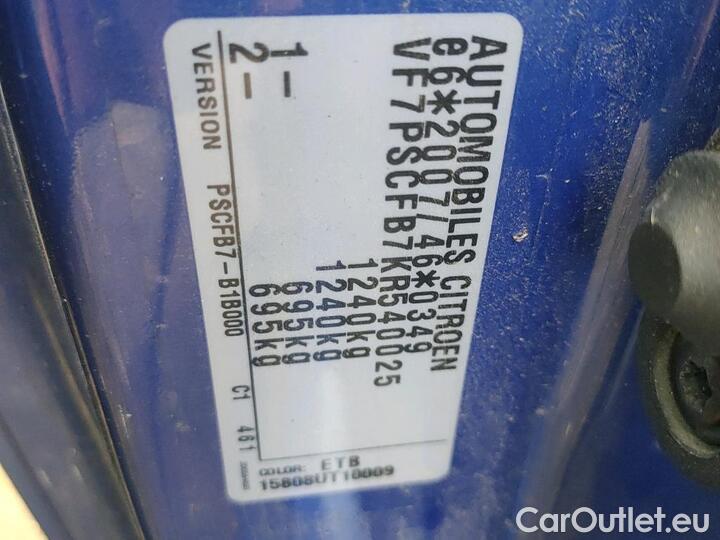 AUTOMOBILES CITROEN
e6*2007/46*0349
VF7PSCFB7KR540025
1240kg
1240kg
1- 695kg
2- 695kg
VERSION PSCFB7-B1B000 C1 461
COLOR: ETB
15808UT10009
CarOutlet.eu